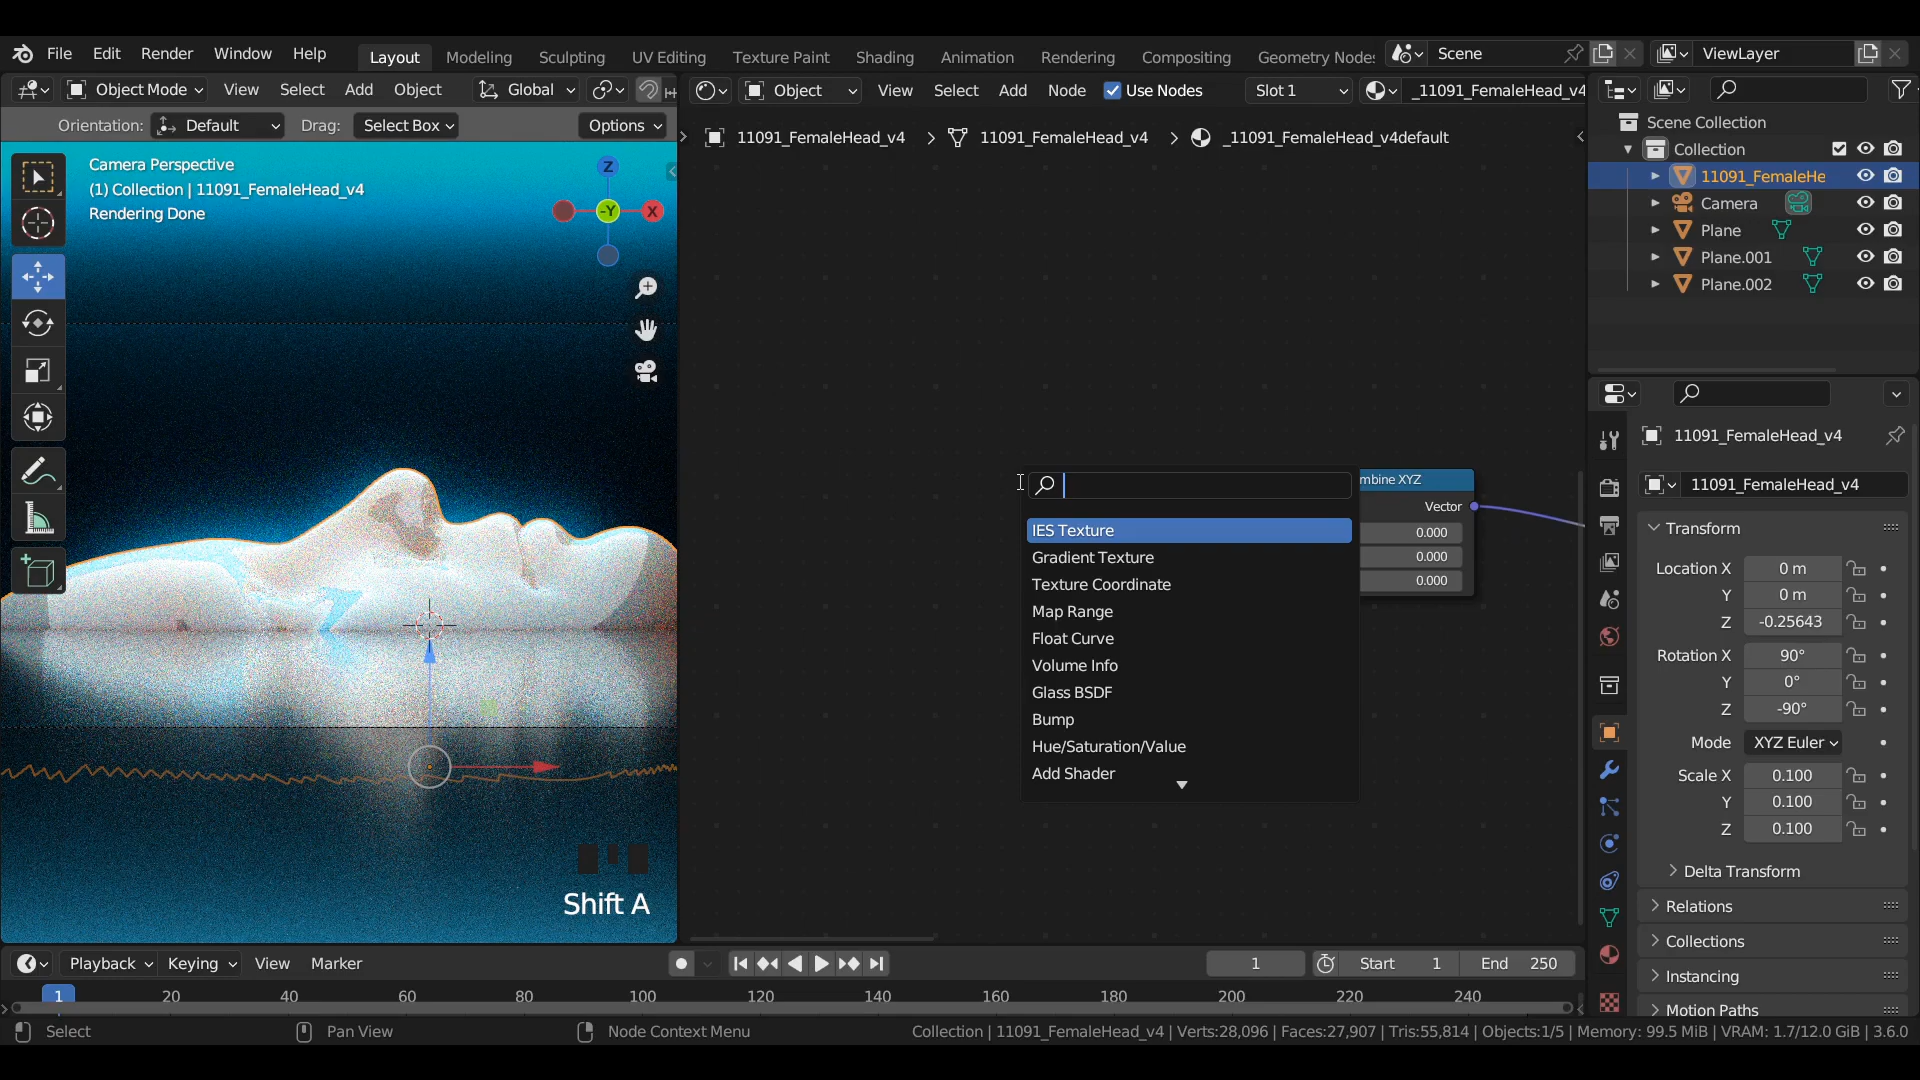 File Edit Render Window Help Layout Modeling Sculpting UV Editing Texture Paint Shading Animation Rendering Compositing Geometry Nodes Scene ViewLayer
Object Mode View Select Add Object Global Object View Select Add Node Use Nodes Slot 1 _11091_FemaleHead_v4
Orientation: Default Drag: Select Box Options
11091_FemaleHead_v4 11091_FemaleHead_v4 _11091_FemaleHead_v4default
Camera Perspective
(1) Collection | 11091_FemaleHead_v4
Rendering Done
Z
-Y
X
Scene Collection
Collection
11091_FemaleHe
Camera
Plane
Plane.001
Plane.002
IES Texture
Gradient Texture
Texture Coordinate
Map Range
Float Curve
Volume Info
Glass BSDF
Bump
Hue/Saturation/Value
Add Shader
mbine XYZ
Vector
0.000
0.000
0.000
Shift A
11091_FemaleHead_v4
11091_FemaleHead_v4
Transform
Location X 0 m
Y 0 m
Z -0.25643
Rotation X 90°
Y 0°
Z -90°
Mode XYZ Euler
Scale X 0.100
Y 0.100
Z 0.100
Delta Transform
Relations
Collections
Instancing
Motion Paths
Playback Keying View Marker 1 Start 1 End 250
1 20 40 60 80 100 120 140 160 180 200 220 240
Select Pan View Node Context Menu Collection | 11091_FemaleHead_v4 | Verts:28,096 | Faces:27,907 | Tris:55,814 | Objects:1/5 | Memory: 99.5 MiB | VRAM: 1.7/12.0 GiB | 3.6.0